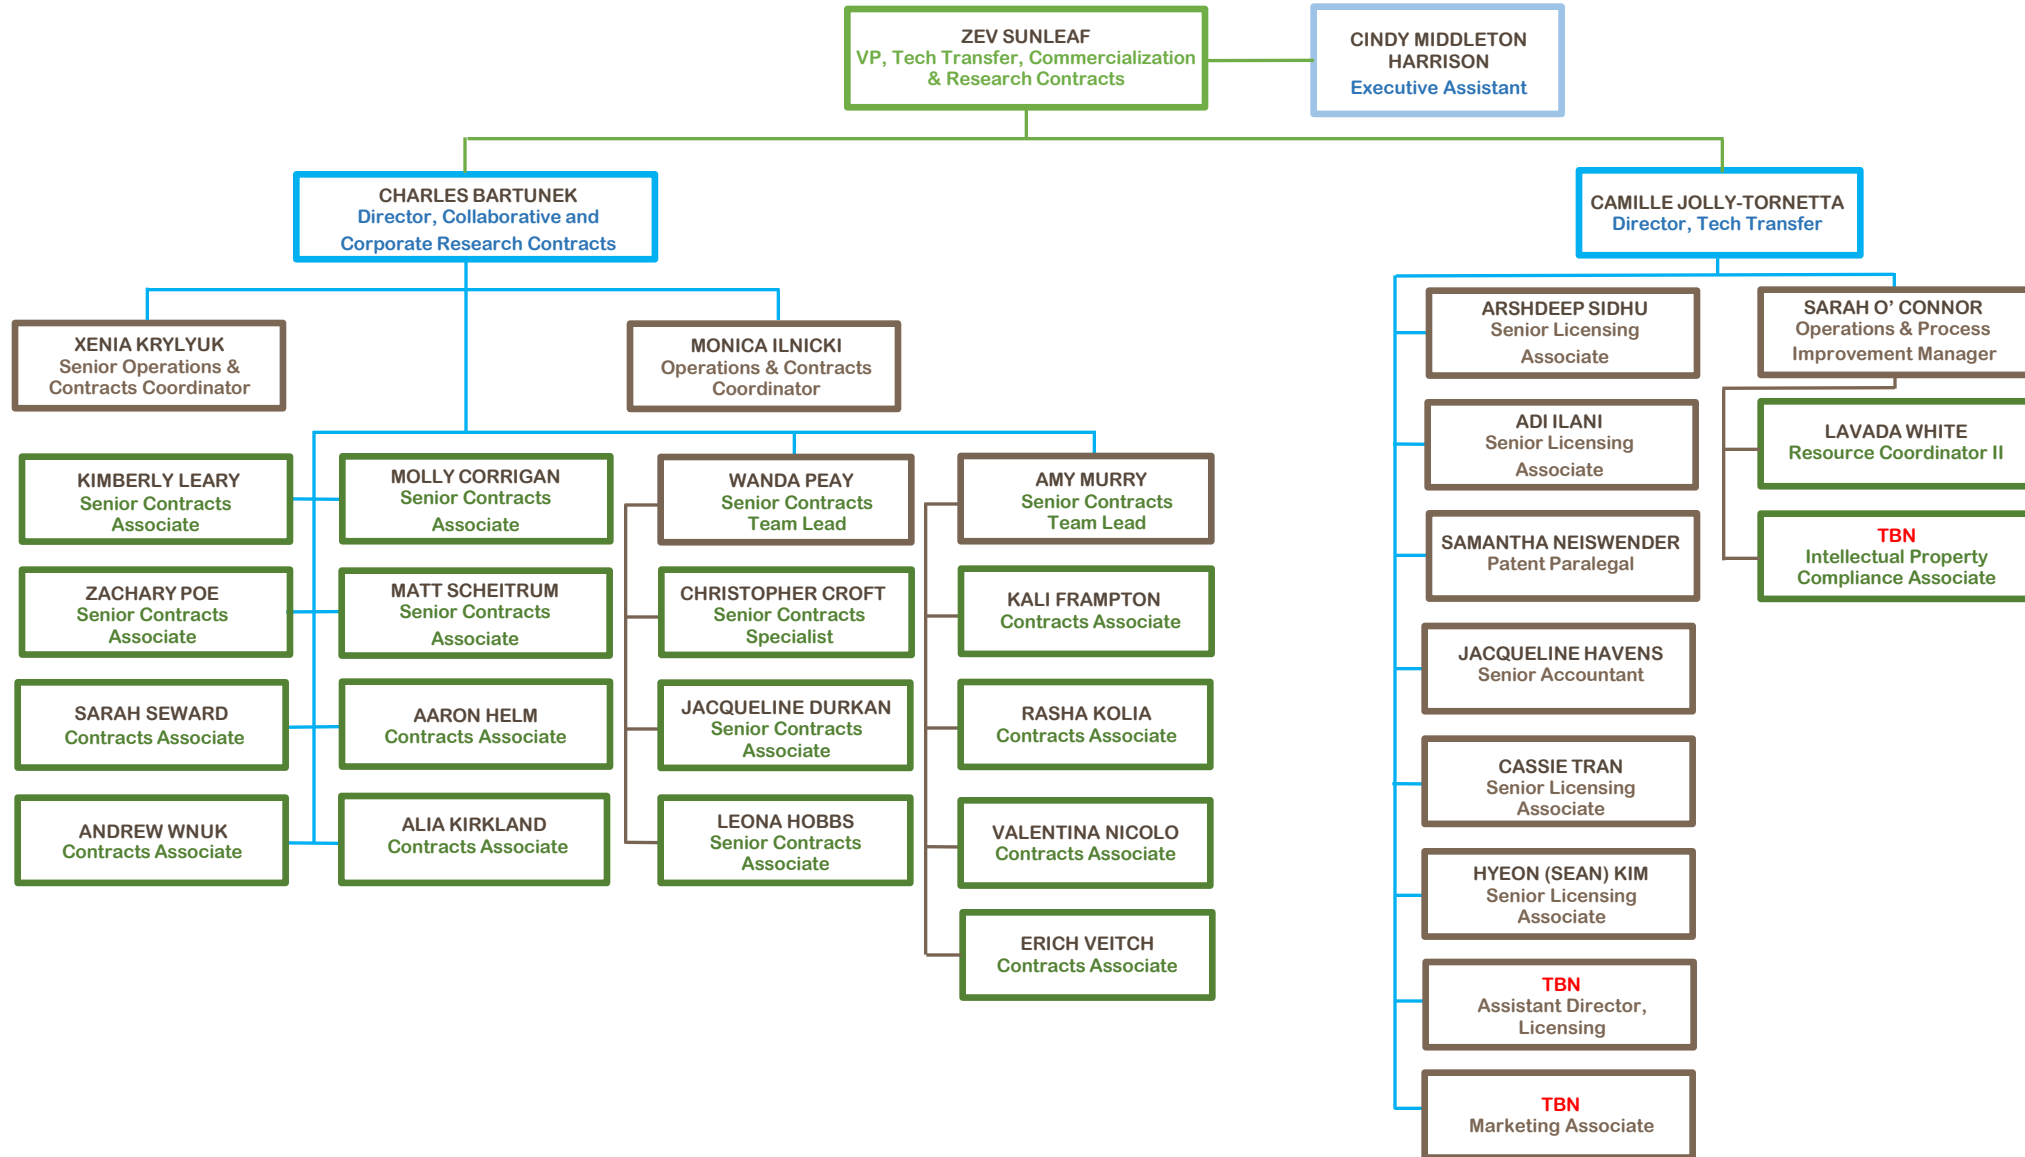 ZEV SUNLEAF
VP, Tech Transfer, Commercialization
& Research Contracts
CINDY MIDDLETON
HARRISON
Executive Assistant
CHARLES BARTUNEK
Director, Collaborative and
Corporate Research Contracts
CAMILLE JOLLY-TORNETTA
Director, Tech Transfer
XENIA KRYLYUK
Senior Operations &
Contracts Coordinator
MONICA ILNICKI
Operations & Contracts
Coordinator
KIMBERLY LEARY
Senior Contracts
Associate
MOLLY CORRIGAN
Senior Contracts
Associate
WANDA PEAY
Senior Contracts
Team Lead
AMY MURRY
Senior Contracts
Team Lead
ZACHARY POE
Senior Contracts
Associate
MATT SCHEITRUM
Senior Contracts
Associate
CHRISTOPHER CROFT
Senior Contracts
Specialist
KALI FRAMPTON
Contracts Associate
SARAH SEWARD
Contracts Associate
AARON HELM
Contracts Associate
JACQUELINE DURKAN
Senior Contracts
Associate
RASHA KOLIA
Contracts Associate
ANDREW WNUK
Contracts Associate
ALIA KIRKLAND
Contracts Associate
LEONA HOBBS
Senior Contracts
Associate
VALENTINA NICOLO
Contracts Associate
ERICH VEITCH
Contracts Associate
ARSHDEEP SIDHU
Senior Licensing
Associate
SARAH O’ CONNOR
Operations & Process
Improvement Manager
ADI ILANI
Senior Licensing
Associate
LAVADA WHITE
Resource Coordinator II
SAMANTHA NEISWENDER
Patent Paralegal
TBN
Intellectual Property
Compliance Associate
JACQUELINE HAVENS
Senior Accountant
CASSIE TRAN
Senior Licensing
Associate
HYEON (SEAN) KIM
Senior Licensing
Associate
TBN
Assistant Director,
Licensing
TBN
Marketing Associate